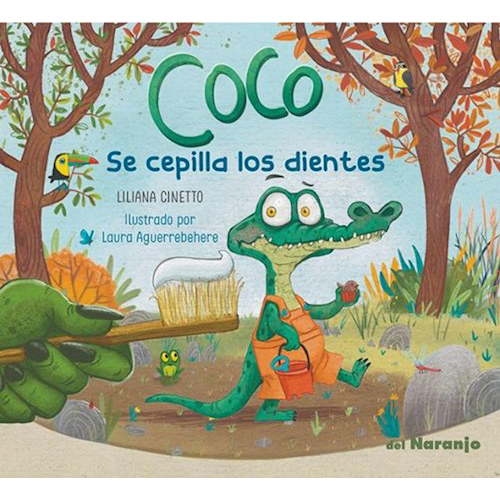 Coco
Se cepilla los dientes
LILIANA CINETTO
Ilustrado por
Laura Aguerrebehere
del Naranjo